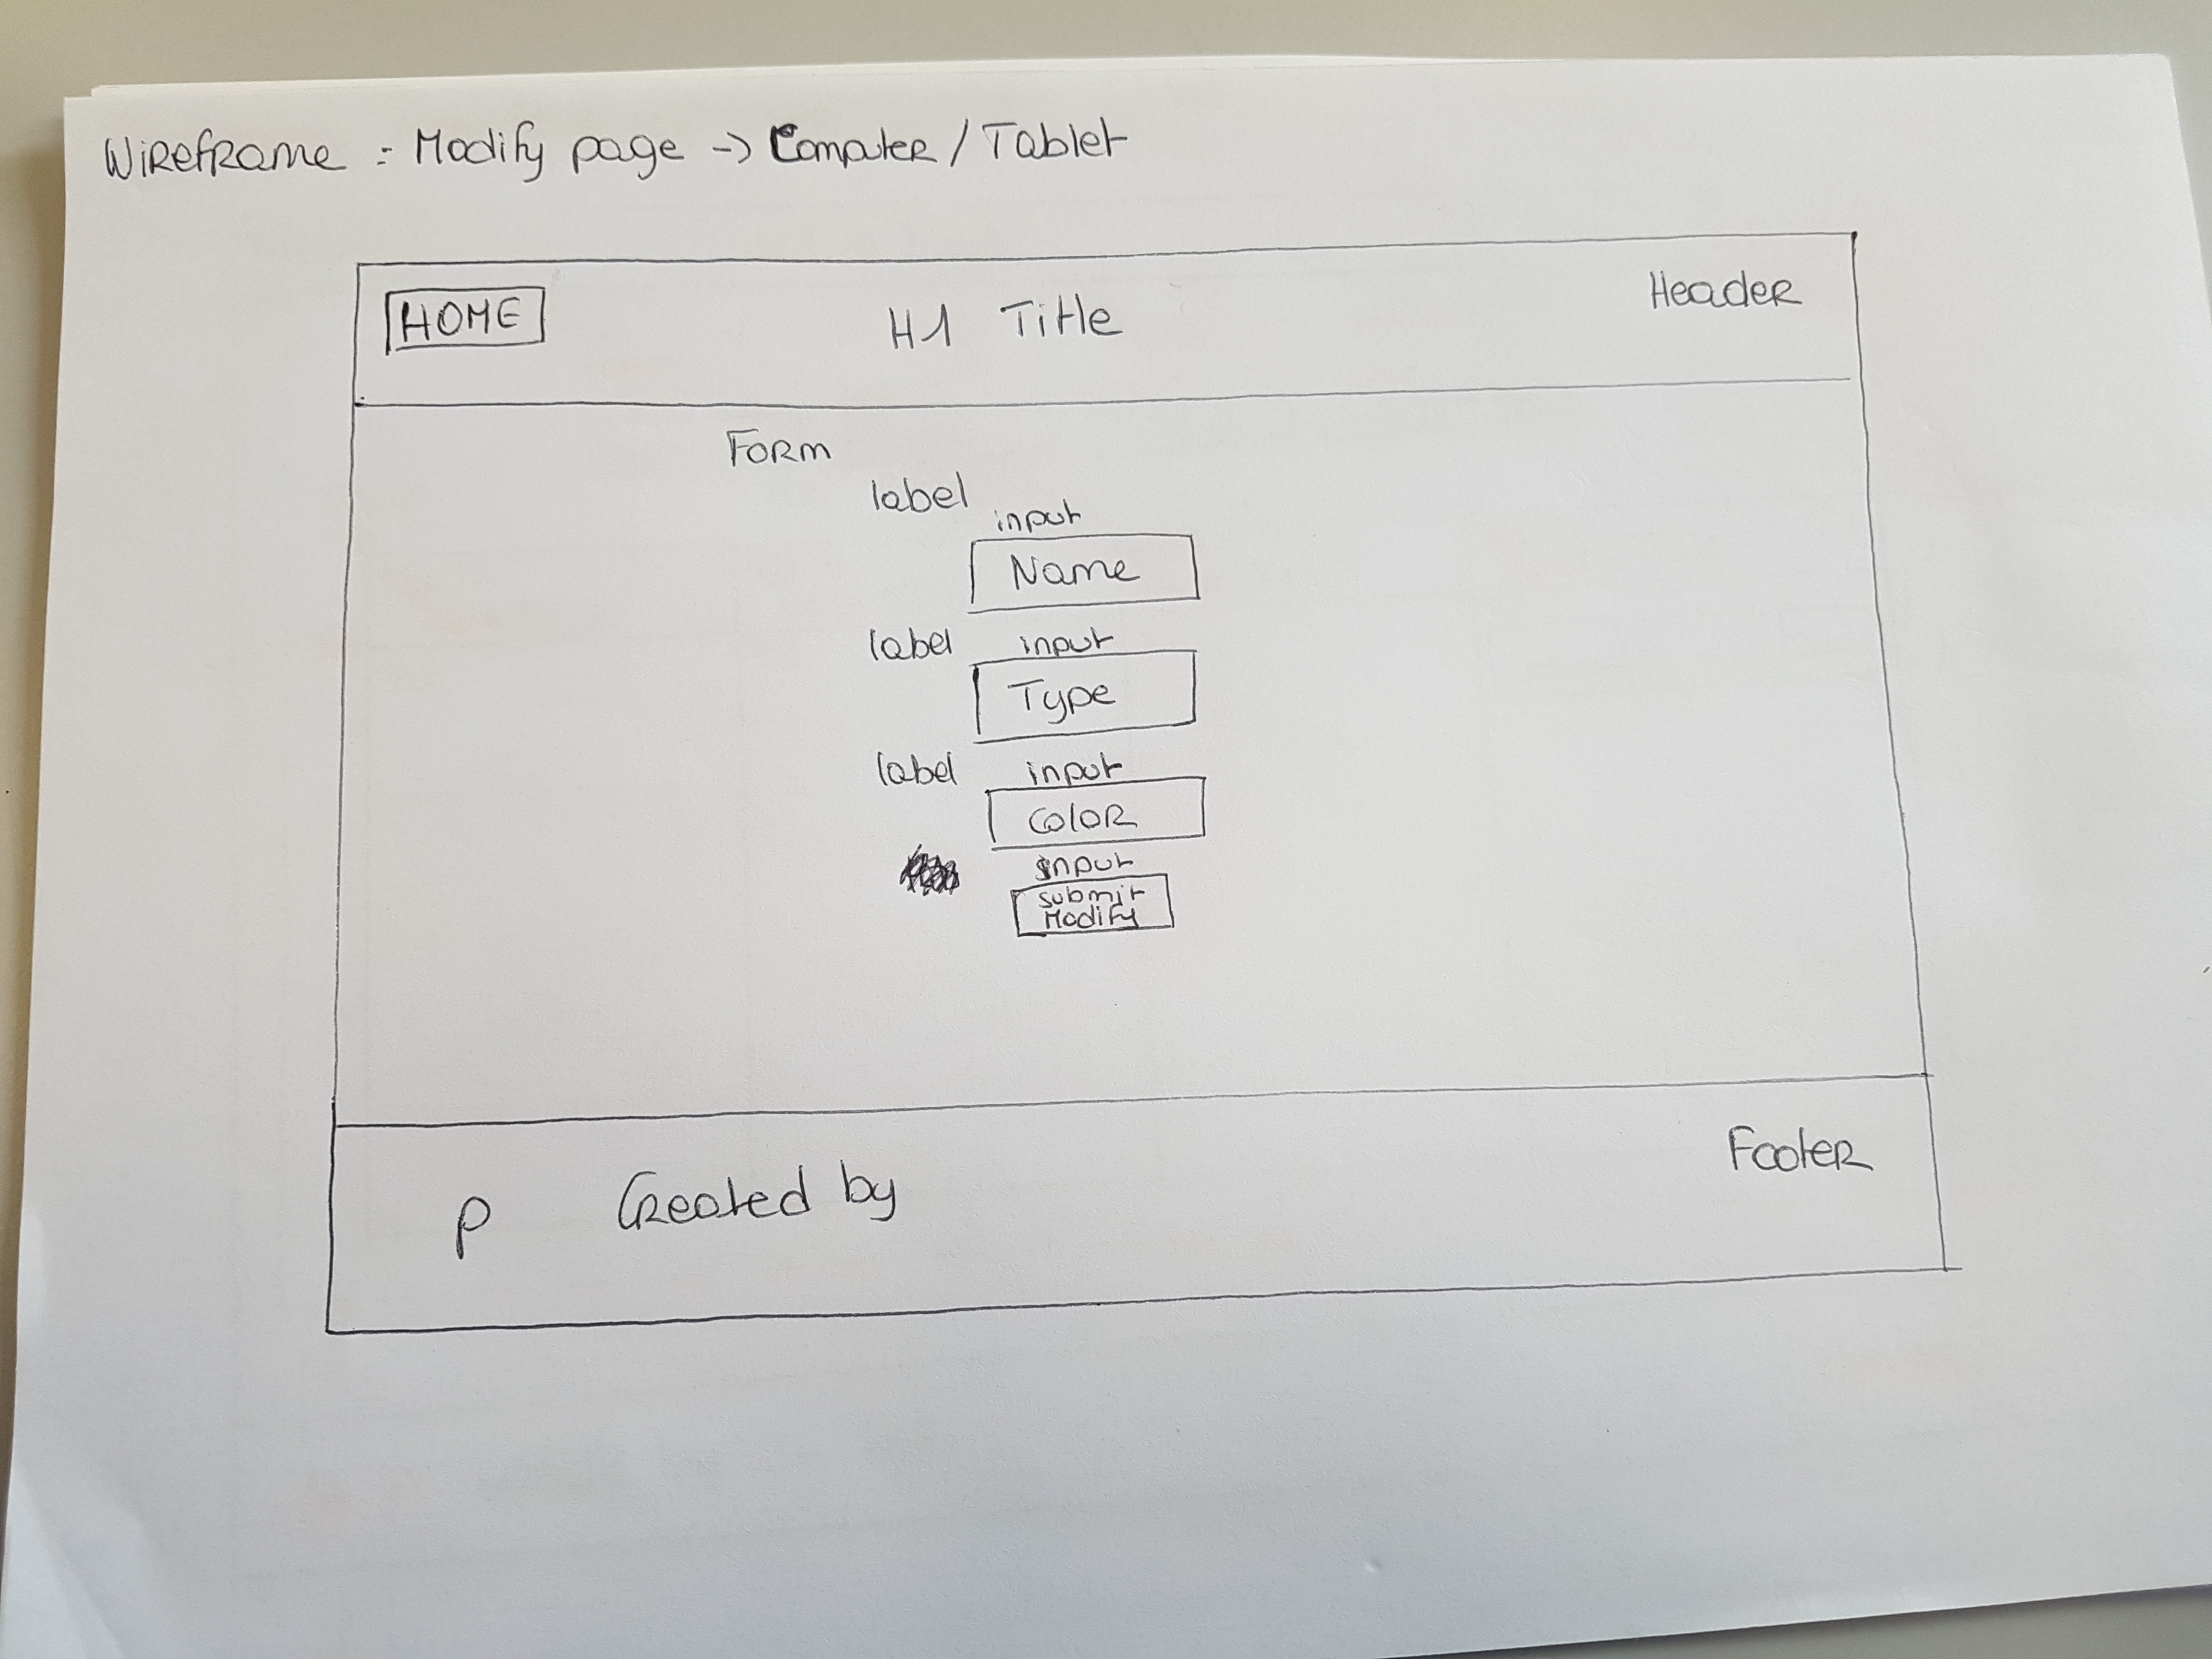 Wireframe : Modify page -> Computer / Tablet
HOME
H1 Title
Header
Form
label
input
Name
label input
Type
label input
Color
input
submit
Modify
Footer
p Created by